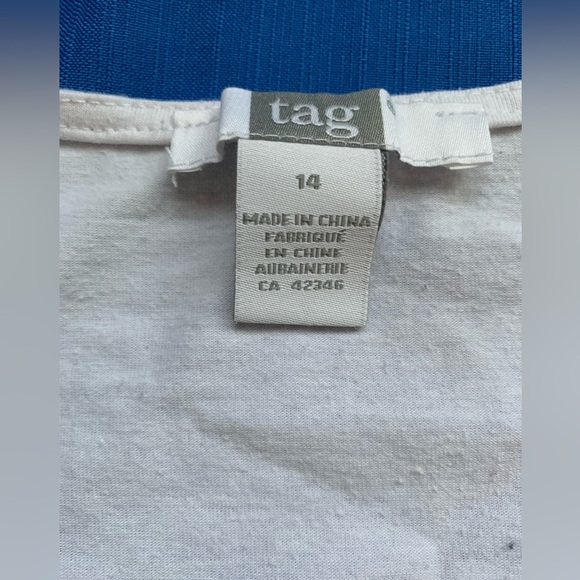 tag
14
MADE IN CHINA
FABRIQUÉ
EN CHINE
AUBAINERIE
CA 42346